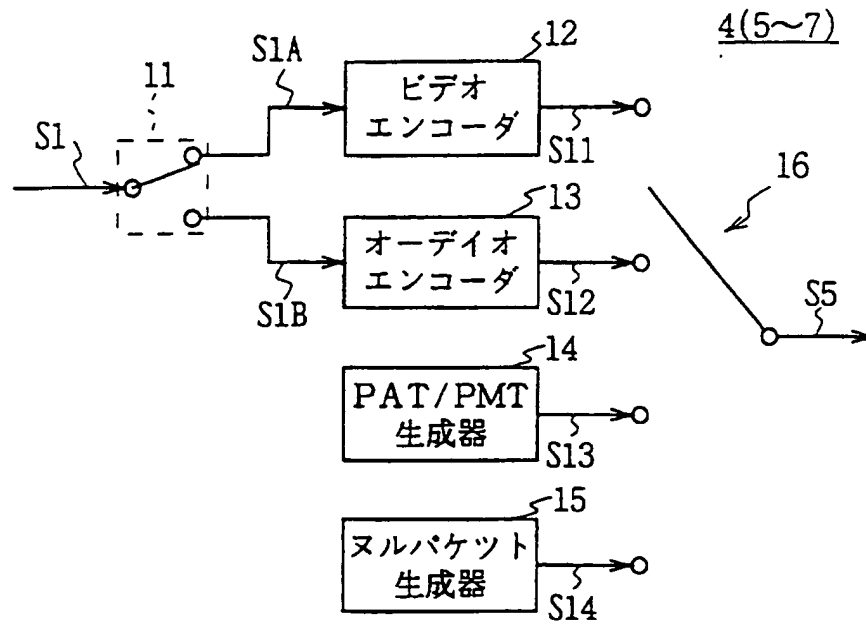 4(5〜7)
12
S1A
ビデオ
エンコーダ
S11
11
S1
16
13
オーデイオ
エンコーダ
S12
S1B
S5
14
PAT/PMT
生成器
S13
15
ヌルパケット
生成器
S14